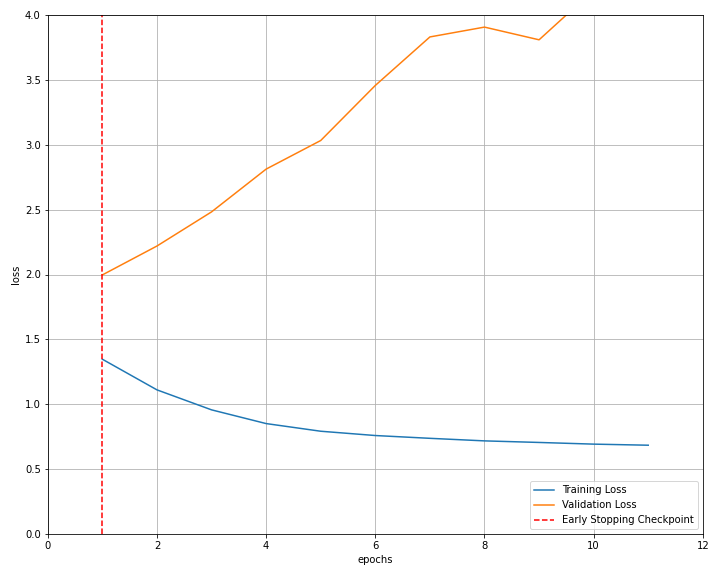 4.0
3.5
3.0
2.5
2.0
1.5
1.0
0.5
0.0
loss
0 2 4 6 8 10 12
epochs
Training Loss
Validation Loss
Early Stopping Checkpoint